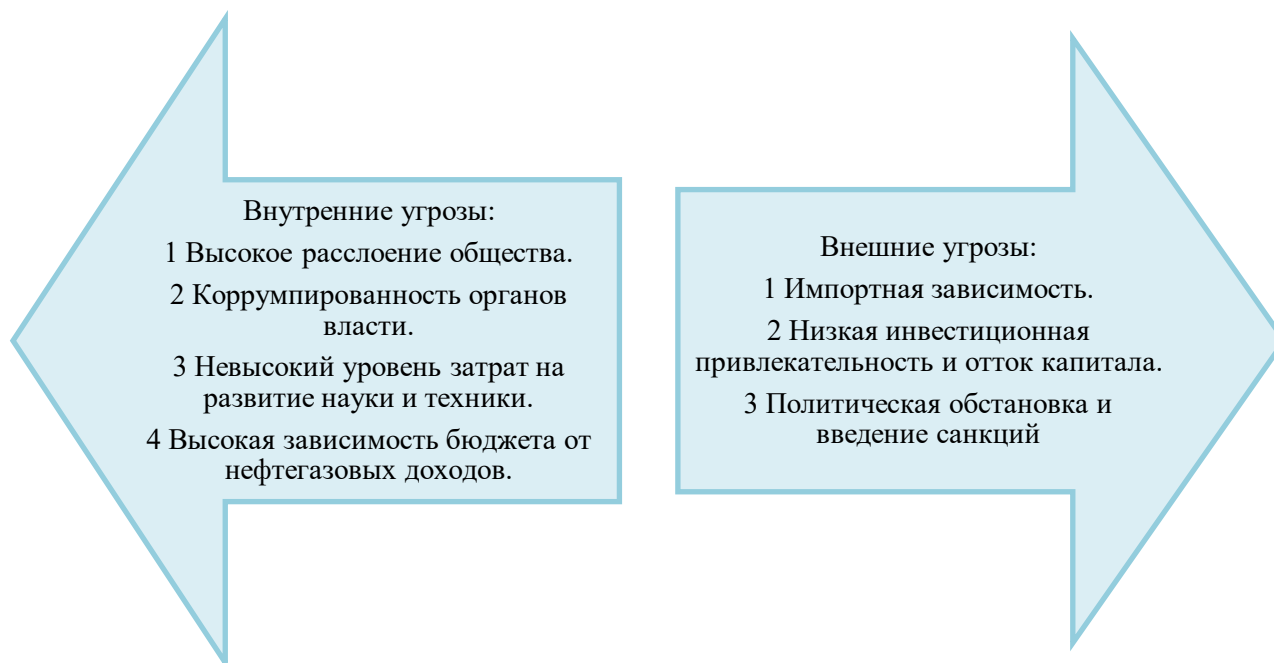 Внутренние угрозы:
1 Высокое расслоение общества.
2 Коррумпированность органов
власти.
3 Невысокий уровень затрат на
развитие науки и техники.
4 Высокая зависимость бюджета от
нефтегазовых доходов.
Внешние угрозы:
1 Импортная зависимость.
2 Низкая инвестиционная
привлекательность и отток капитала.
3 Политическая обстановка и
введение санкций